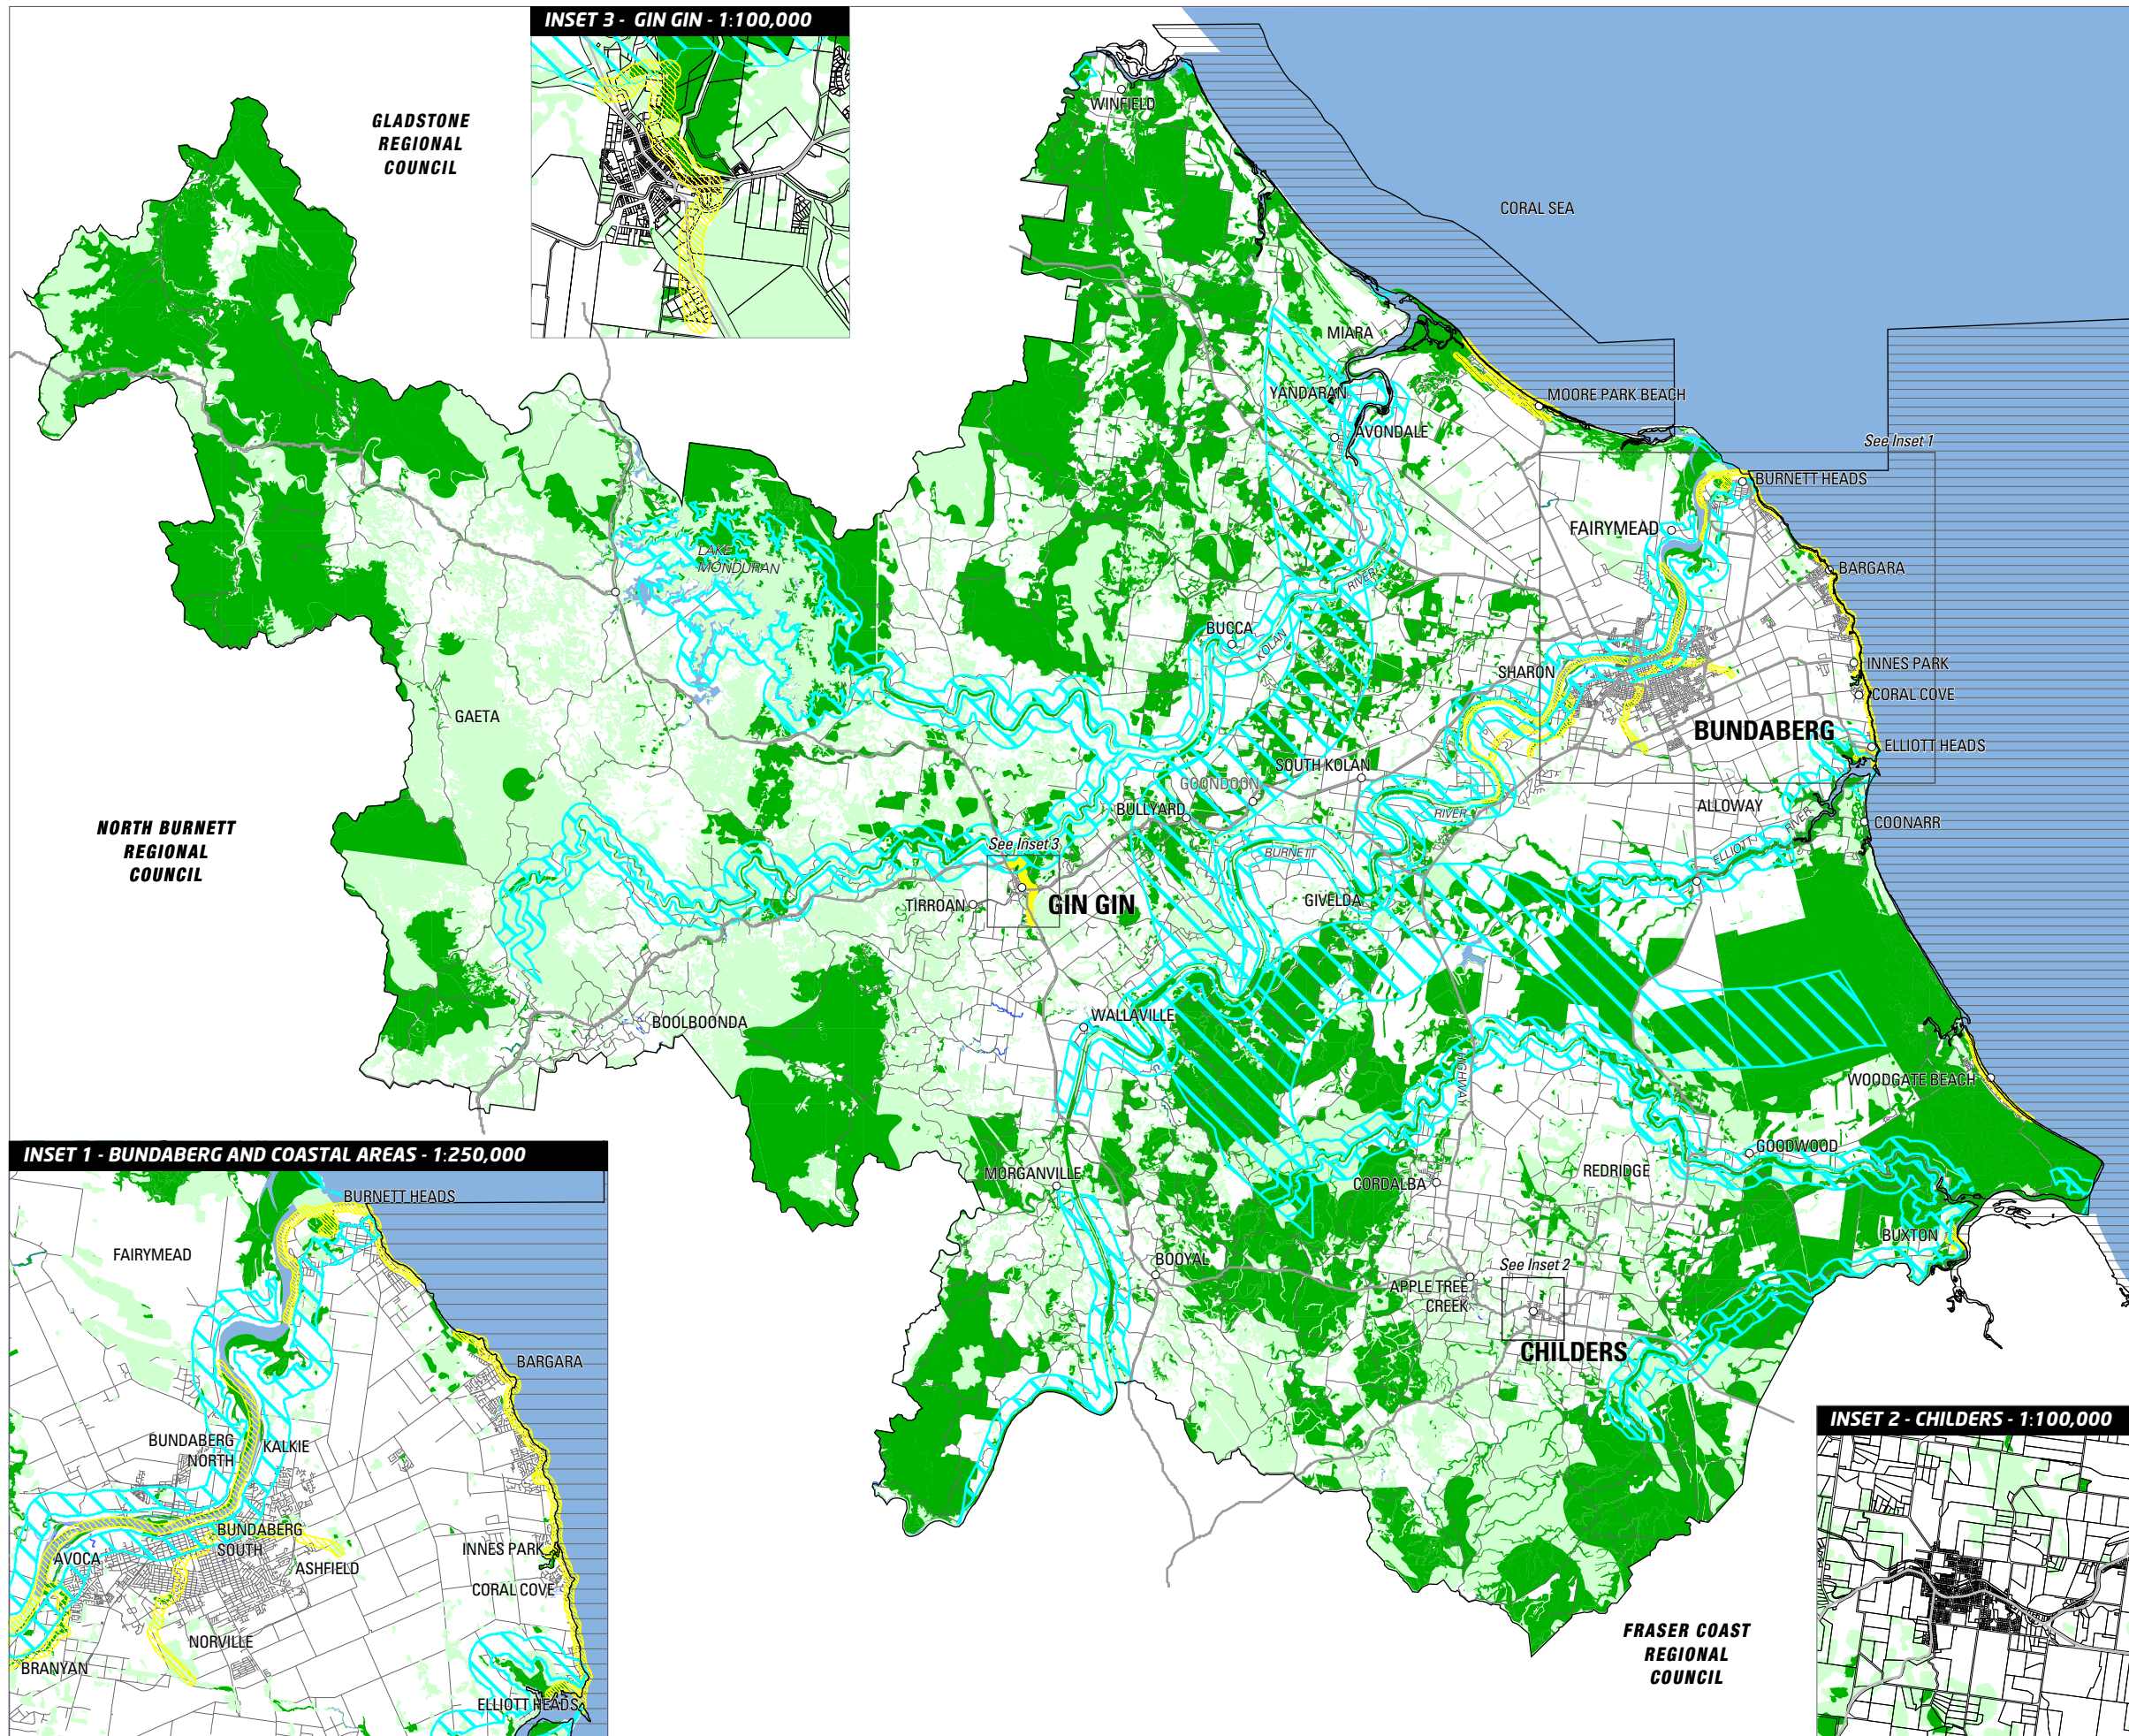 INSET 3 - GIN GIN - 1:100,000
GLADSTONE
REGIONAL
COUNCIL
WINFIELD
CORAL SEA
MIARA
YANDARAN
MOORE PARK BEACH
AVONDALE
See Inset 1
BURNETT HEADS
FAIRYMEAD
LAKE
MONDURAN
BARGARA
RIVER
BUCCA
KOLAN
SHARON
INNES PARK
CORAL COVE
GAETA
BUNDABERG
ELLIOTT HEADS
SOUTH KOLAN
GOONDOON
BULLYARD
ALLOWAY
RIVER
COONARR
NORTH BURNETT
REGIONAL
COUNCIL
See Inset 3
BURNETT
ELLIOTT
RIVER
TIRROAN
GIN GIN
GIVELDA
BOOLBOONDA
WALLAVILLE
HIGHWAY
WOODGATE BEACH
GOODWOOD
MORGANVILLE
CORDALBA
REDRIDGE
BUXTON
BOOYAL
See Inset 2
APPLE TREE
CREEK
CHILDERS
INSET 1 - BUNDABERG AND COASTAL AREAS - 1:250,000
BURNETT HEADS
FAIRYMEAD
BARGARA
BUNDABERG
NORTH
KALKIE
BUNDABERG
SOUTH
AVOCA
ASHFIELD
INNES PARK
CORAL COVE
NORVILLE
BRANYAN
ELLIOTT HEADS
FRASER COAST
REGIONAL
COUNCIL
INSET 2 - CHILDERS - 1:100,000